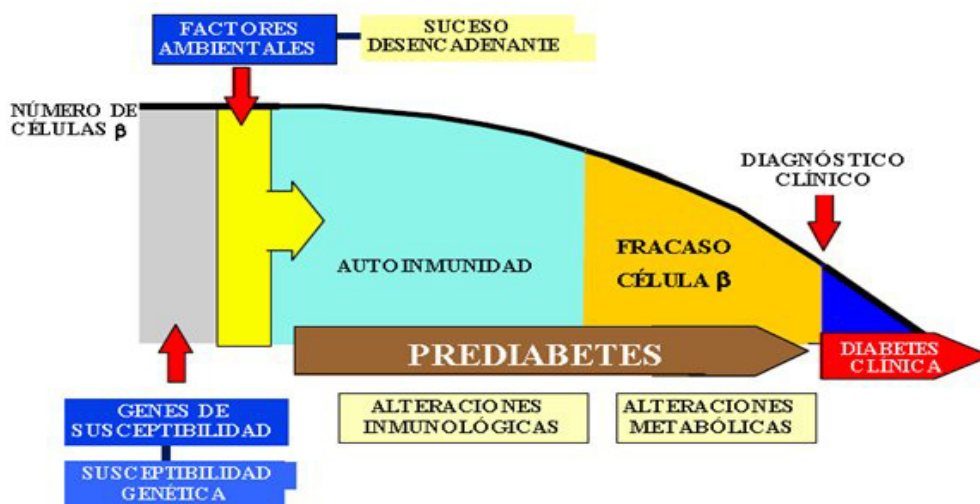 FACTORES
AMBIENTALES
SUCESO
DESENCADENANTE
NÚMERO DE
CÉLULAS β
DIAGNÓSTICO
CLÍNICO
AUTOINMUNIDAD
FRACASO
CÉLULA β
PREDIABETES
DIABETES
CLÍNICA
GENES DE
SUSCEPTIBILIDAD
SUSCEPTIBILIDAD
GENÉTICA
ALTERACIONES
INMUNOLÓGICAS
ALTERACIONES
METABÓLICAS